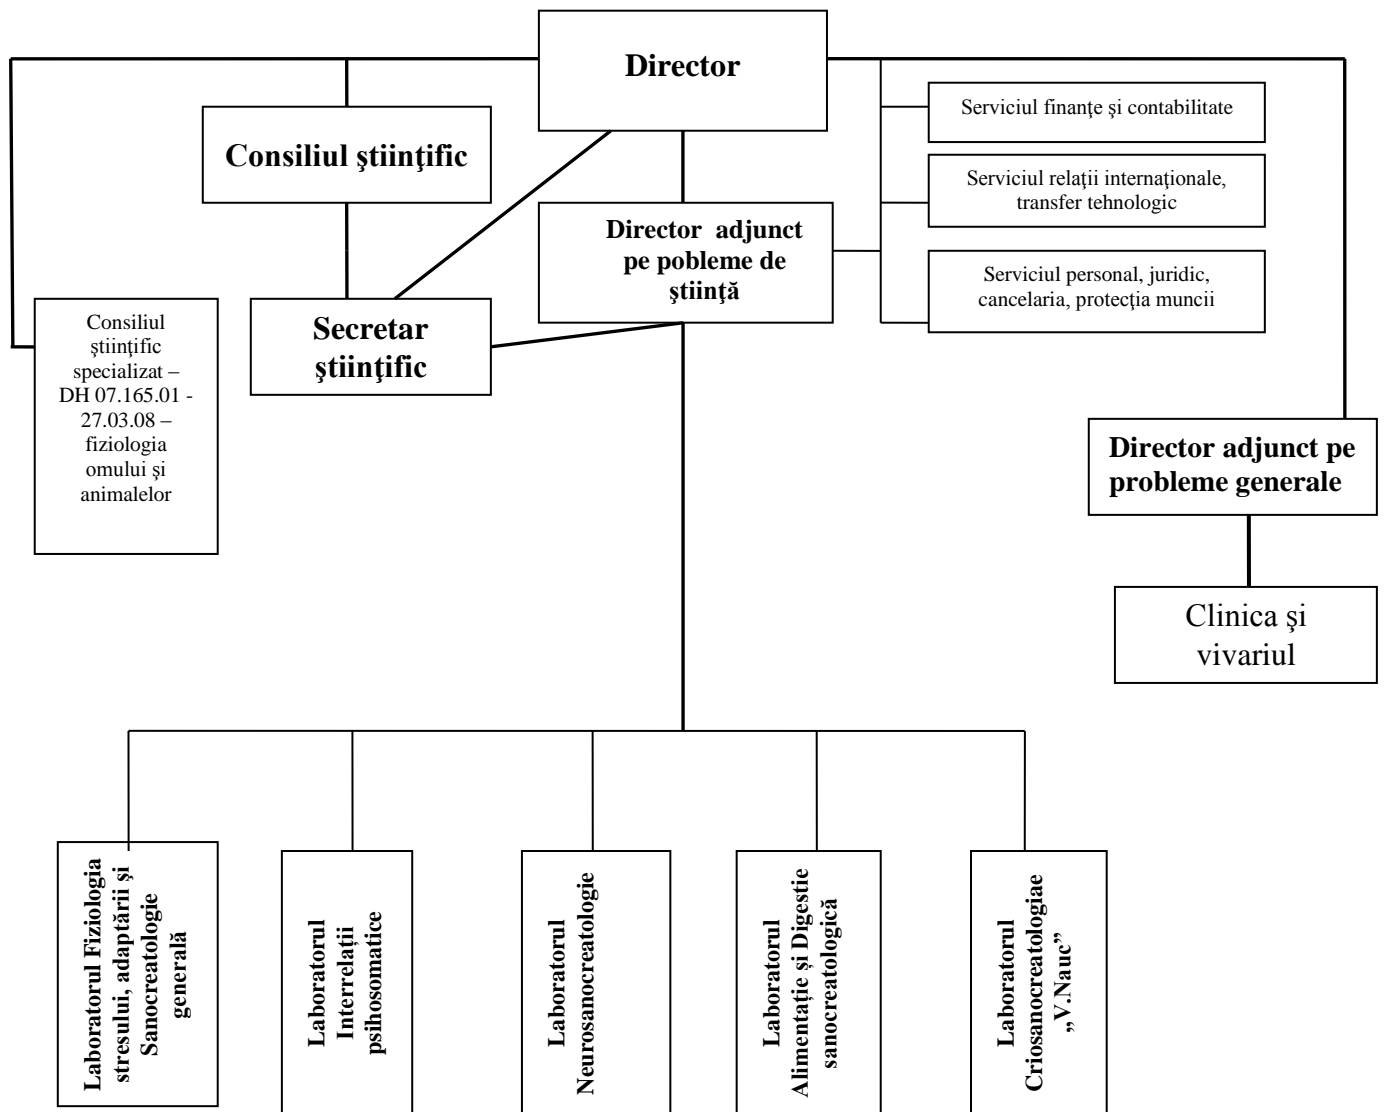 Director
Serviciul finanţe şi contabilitate
Consiliul ştiinţific
Serviciul relaţii internaţionale,
transfer tehnologic
Director adjunct
pe pobleme de
ştiinţă
Serviciul personal, juridic,
cancelaria, protecţia muncii
Consiliul
ştiinţific
specializat –
DH 07.165.01 -
27.03.08 –
fiziologia
omului şi
animalelor
Secretar
ştiinţific
Director adjunct pe
probleme generale
Clinica şi
vivariul
Laboratorul Fiziologia
stresului, adaptării şi
Sanocreatologie
generală
Laboratorul
Interrelaţii
psihosomatice
Laboratorul
Neurosanocreatologie
Laboratorul
Alimentaţie şi Digestie
sanocreatologică
Laboratorul
Criosanocreatologiae
„V.Nauc”